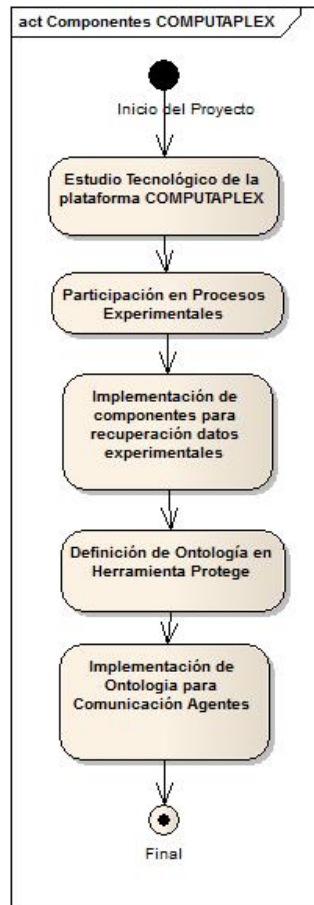 act Componentes COMPUTAPLEX
Inicio del Proyecto
Estudio Tecnológico de la
plataforma COMPUTAPLEX
Participación en Procesos
Experimentales
Implementación de
componentes para
recuperación datos
experimentales
Definición de Ontología en
Herramienta Protege
Implementación de
Ontologia para
Comunicación Agentes
Final